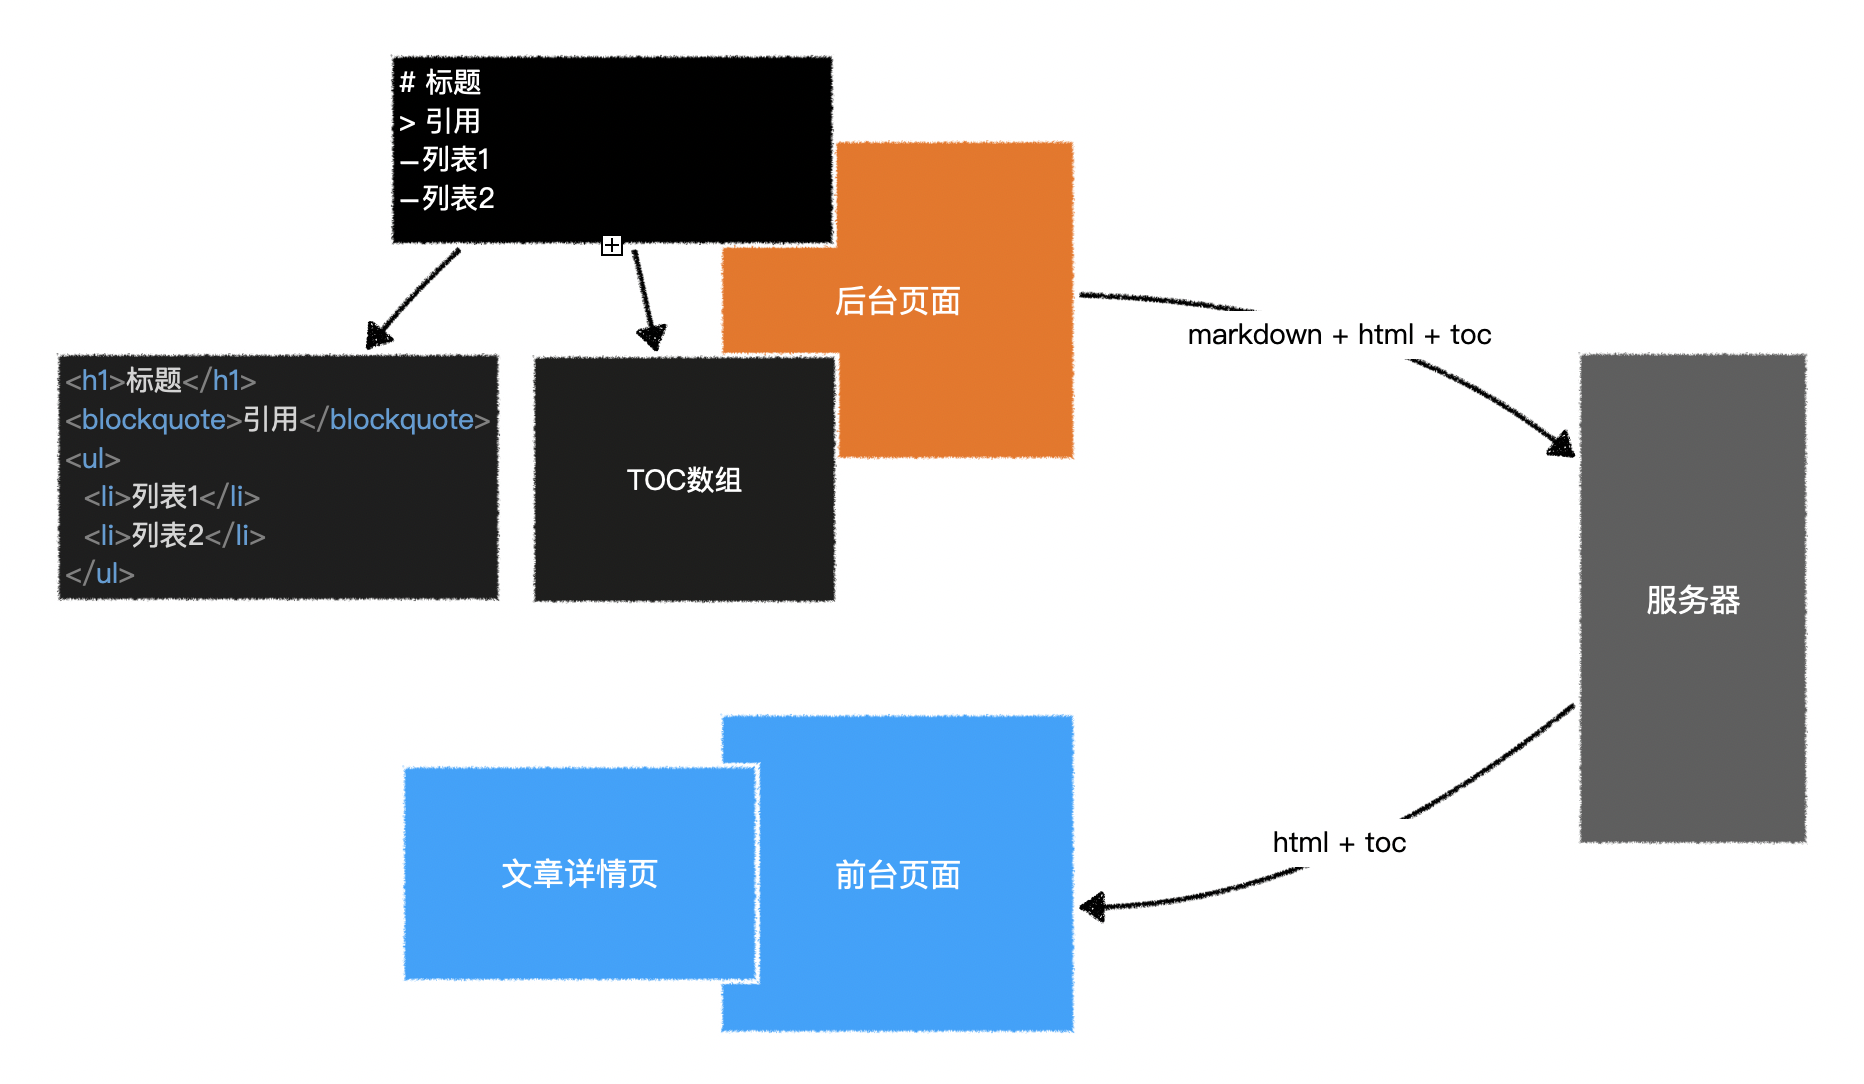 # 标题
> 引用
-列表1
-列表2
后台页面
markdown + html + toc
<h1>标题</h1>
<blockquote>引用</blockquote>
<ul>
  <li>列表1</li>
  <li>列表2</li>
</ul>
TOC数组
服务器
html + toc
文章详情页
前台页面